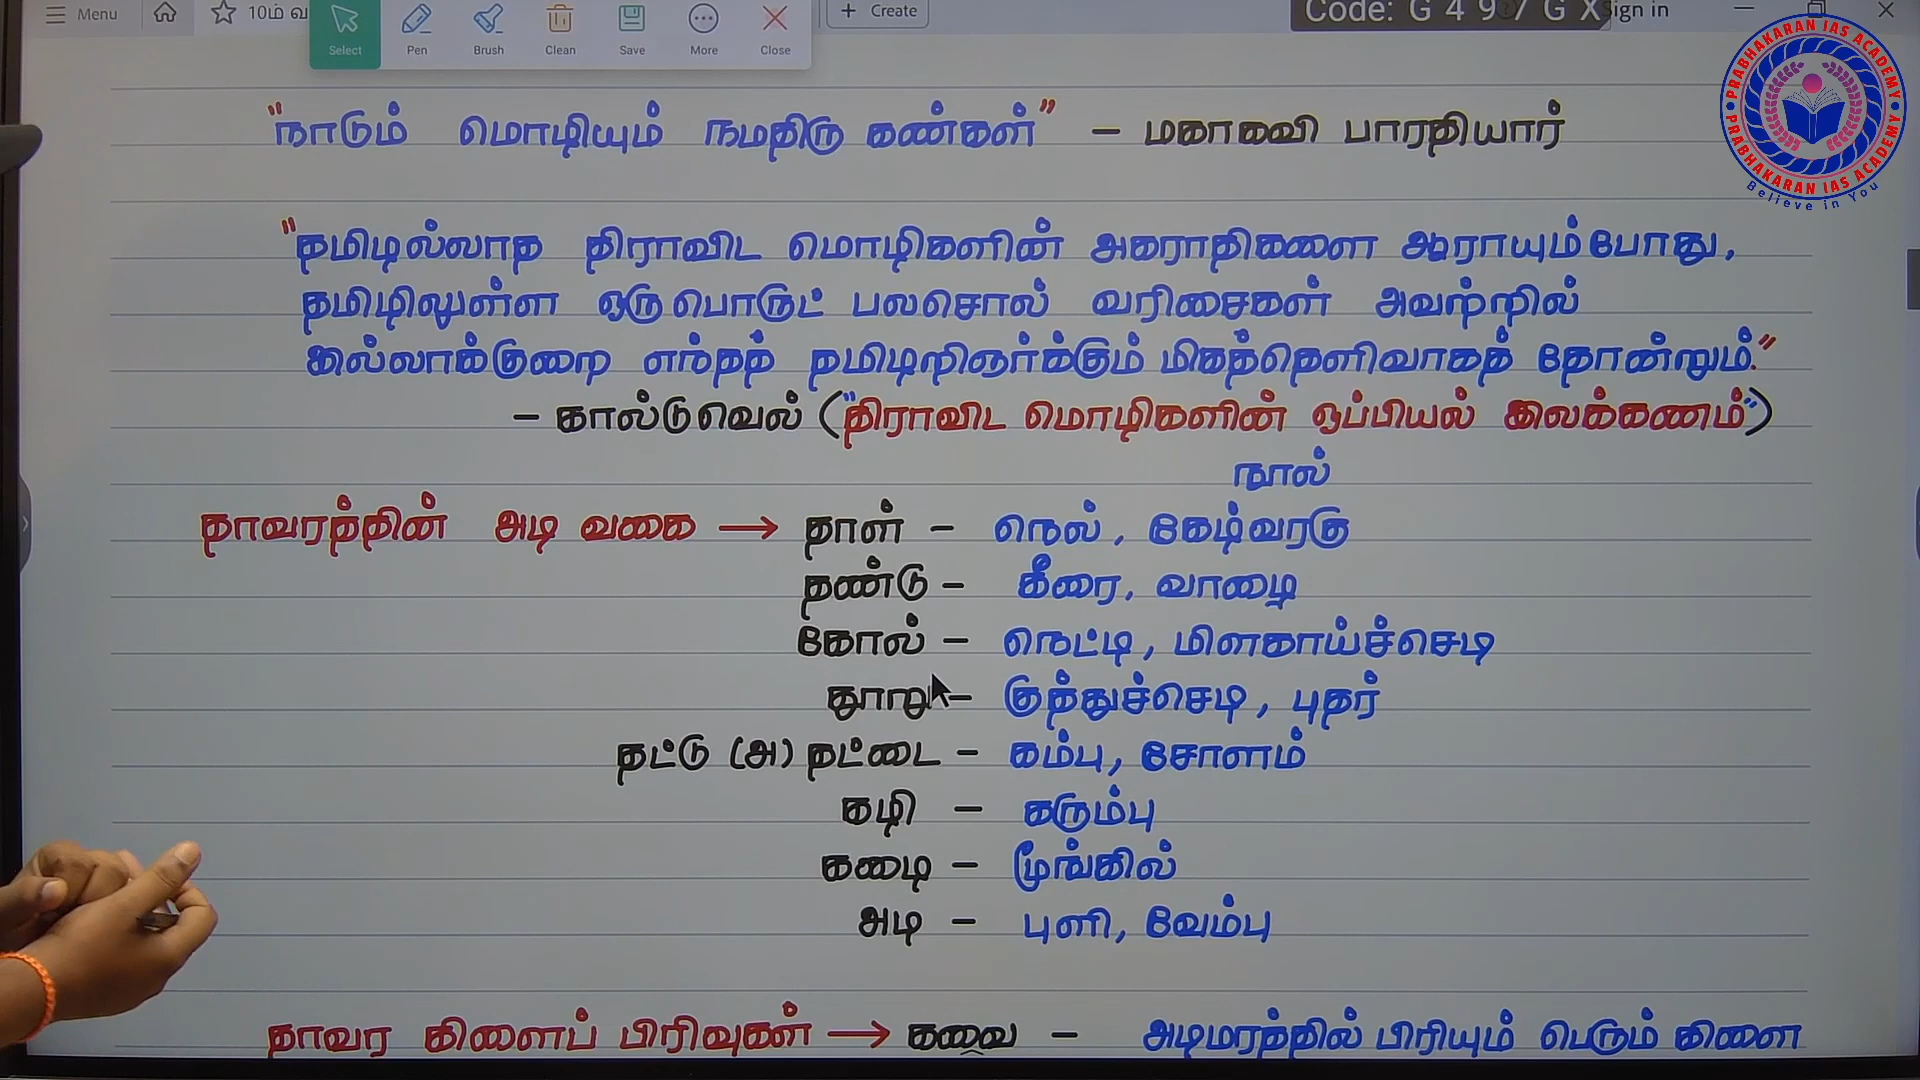 Menu
10ம் வ
Select
Pen
Brush
Clean
Save
More
Close
+ Create
Code: G 4 9 7 G X
Sign in
PRABHAKARAN IAS ACADEMY
PRABHAKARAN IAS ACADEMY
Believe in You
"நாடும் மொழியும் நமதிரு கண்கள்" – மகாகவி பாரதியார்
"தமிழல்லாத திராவிட மொழிகளின் அகராதிகளை ஆராயும்போது,
தமிழிலுள்ள ஒருபொருட் பலசொல் வரிசைகள் அவற்றில்
இல்லாக்குறை எந்தத் தமிழறிஞர்க்கும் மிகத்தெளிவாகத் தோன்றும்."
– கால்டுவெல் ("திராவிட மொழிகளின் ஒப்பியல் இலக்கணம்")
நூல்
தாவரத்தின் அடி வகை → தாள் – நெல், கேழ்வரகு
தண்டு – கீரை, வாழை
கோல் – நெட்டி, மிளகாய்ச்செடி
தூறு – குத்துச்செடி, புதர்
தட்டு (அ) தட்டை – கம்பு, சோளம்
கழி – கரும்பு
கழை – மூங்கில்
அடி – புளி, வேம்பு
தாவர கிளைப் பிரிவுகள் → கவை – அடிமரத்தில் பிரியும் பெரும் கிளை